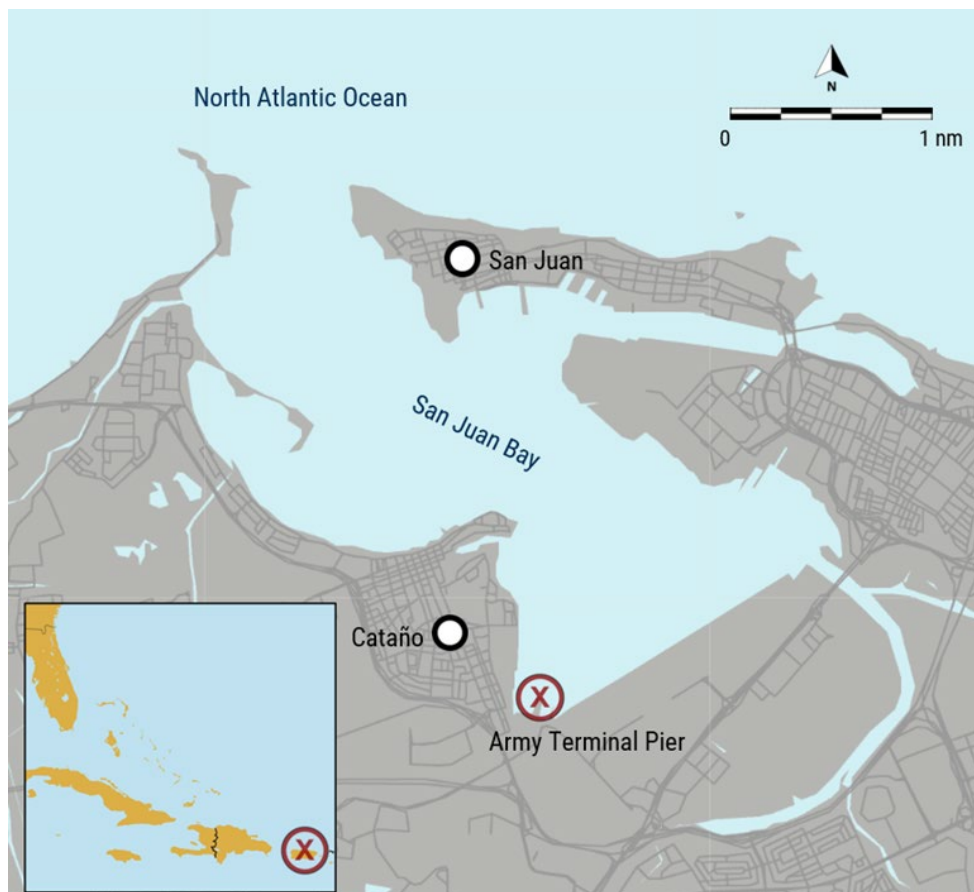 North Atlantic Ocean
N
0 1 nm
San Juan
San Juan Bay
Cataño
X
Army Terminal Pier
X